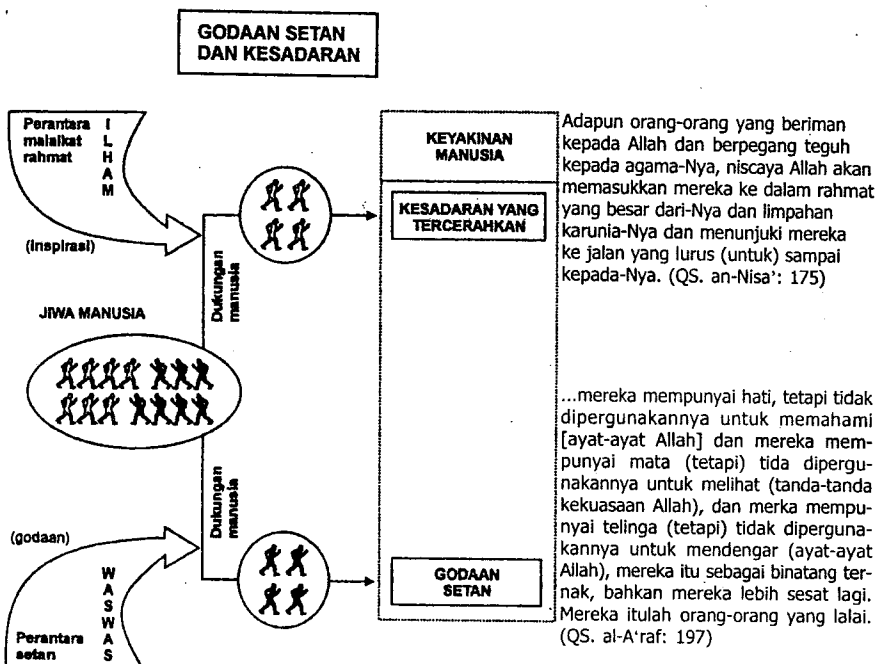 GODAAN SETAN
DAN KESADARAN
Perantara
malaikat
rahmat
ILHAM
(inspirasi)
Dukungan
manusia
KEYAKINAN
MANUSIA
KESADARAN YANG
TERCERAHKAN
Adapun orang-orang yang beriman
kepada Allah dan berpegang teguh
kepada agama-Nya, niscaya Allah akan
memasukkan mereka ke dalam rahmat
yang besar dari-Nya dan limpahan
karunia-Nya dan menunjuki mereka
ke jalan yang lurus (untuk) sampai
kepada-Nya. (QS. an-Nisa’: 175)
JIWA MANUSIA
Dukungan
manusia
(godaan)
WASWAS
Perantara
setan
GODAAN
SETAN
...mereka mempunyai hati, tetapi tidak
dipergunakannya untuk memahami
[ayat-ayat Allah] dan mereka mem-
punyai mata (tetapi) tida dipergu-
nakannya untuk melihat (tanda-tanda
kekuasaan Allah), dan merka mempu-
nyai telinga (tetapi) tidak diperguna-
kannya untuk mendengar (ayat-ayat
Allah), mereka itu sebagai binatang ter-
nak, bahkan mereka lebih sesat lagi.
Mereka itulah orang-orang yang lalai.
(QS. al-A‘raf: 197)